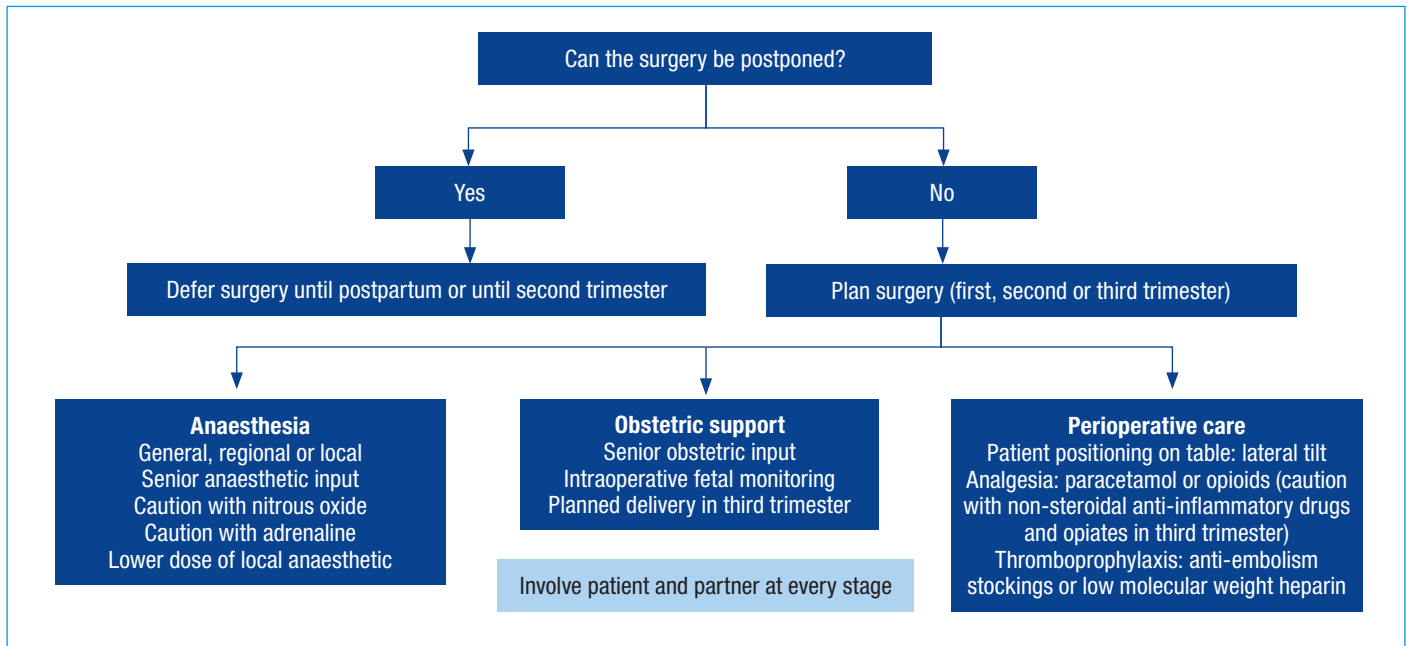 Can the surgery be postponed?
Yes
No
Defer surgery until postpartum or until second trimester
Plan surgery (first, second or third trimester)
Anaesthesia
General, regional or local
Senior anaesthetic input
Caution with nitrous oxide
Caution with adrenaline
Lower dose of local anaesthetic
Obstetric support
Senior obstetric input
Intraoperative fetal monitoring
Planned delivery in third trimester
Perioperative care
Patient positioning on table: lateral tilt
Analgesia: paracetamol or opioids (caution
with non-steroidal anti-inflammatory drugs
and opiates in third trimester)
Thromboprophylaxis: anti-embolism
stockings or low molecular weight heparin
Involve patient and partner at every stage